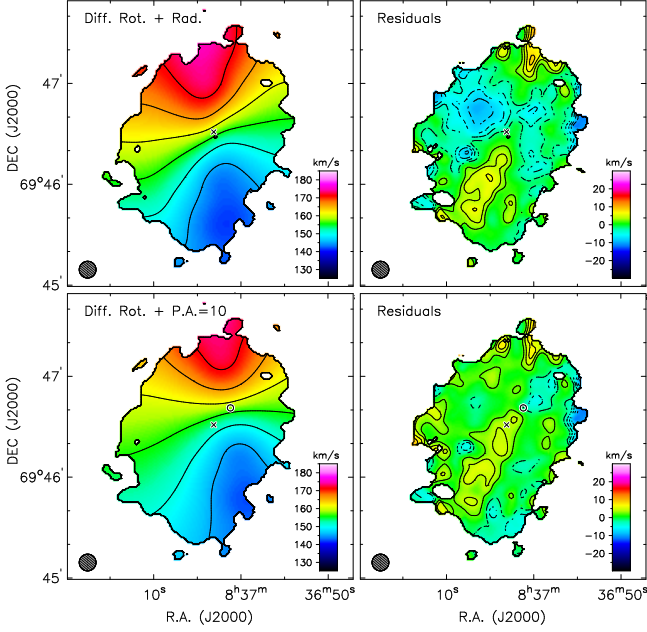 Diff. Rot. + Rad.
Residuals
DEC (J2000)
47'
69°46'
45'
km/s
180
170
160
150
140
130
km/s
20
10
0
−10
−20
Diff. Rot. + P.A.=10
Residuals
DEC (J2000)
47'
69°46'
45'
km/s
180
170
160
150
140
130
km/s
20
10
0
−10
−20
10s
8h37m
36m50s
10s
8h37m
36m50s
R.A. (J2000)
R.A. (J2000)